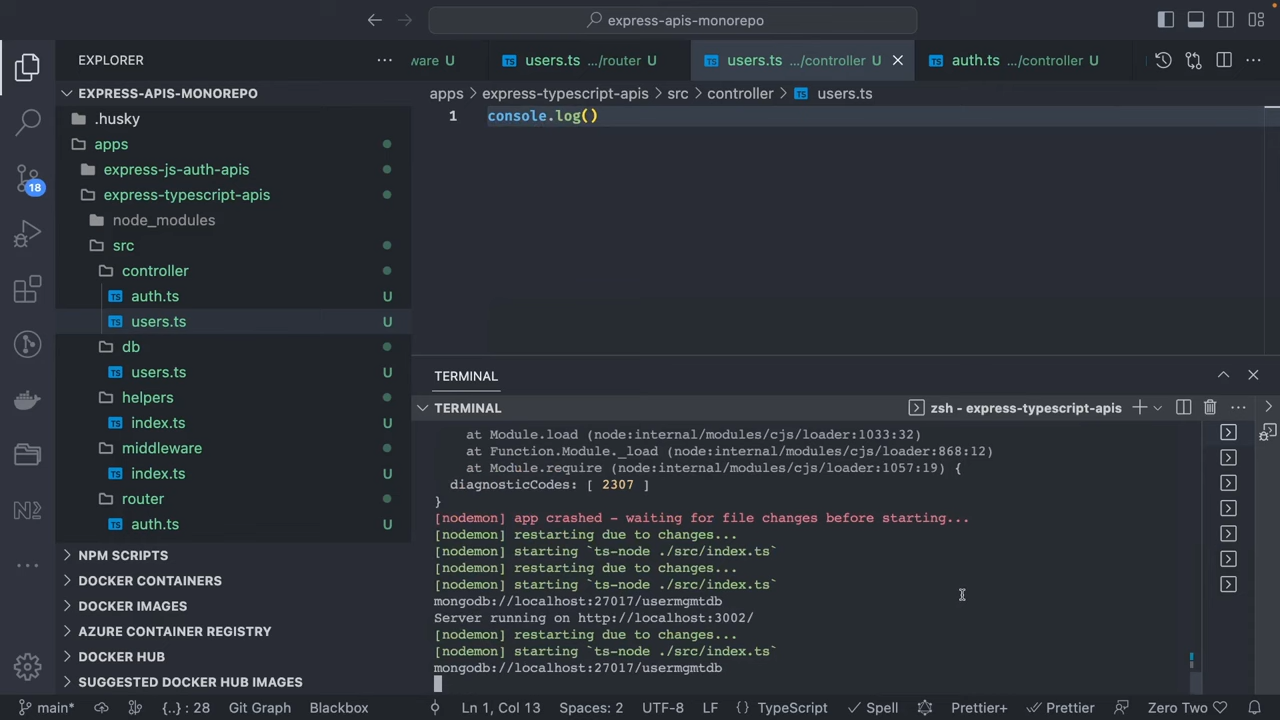 express-apis-monorepo
EXPLORER
ware U
users.ts .../router U
users.ts .../controller U
auth.ts .../controller U
EXPRESS-APIS-MONOREPO
apps > express-typescript-apis > src > controller > TS users.ts
1 console.log()
.husky
apps
express-js-auth-apis
express-typescript-apis
node_modules
src
controller
TS auth.ts U
TS users.ts U
db
TS users.ts U
helpers
TS index.ts U
middleware
TS index.ts U
router
TS auth.ts U
NPM SCRIPTS
DOCKER CONTAINERS
DOCKER IMAGES
AZURE CONTAINER REGISTRY
DOCKER HUB
SUGGESTED DOCKER HUB IMAGES
18
TERMINAL
TERMINAL
zsh - express-typescript-apis
at Module.load (node:internal/modules/cjs/loader:1033:32)
at Function.Module._load (node:internal/modules/cjs/loader:868:12)
at Module.require (node:internal/modules/cjs/loader:1057:19) {
diagnosticCodes: [ 2307 ]
}
[nodemon] app crashed - waiting for file changes before starting...
[nodemon] restarting due to changes...
[nodemon] starting `ts-node ./src/index.ts`
[nodemon] restarting due to changes...
[nodemon] starting `ts-node ./src/index.ts`
mongodb://localhost:27017/usermgmtdb
Server running on http://localhost:3002/
[nodemon] restarting due to changes...
[nodemon] starting `ts-node ./src/index.ts`
mongodb://localhost:27017/usermgmtdb
main* {..} : 28 Git Graph Blackbox Ln 1, Col 13 Spaces: 2 UTF-8 LF {} TypeScript Spell Prettier+ Prettier Zero Two